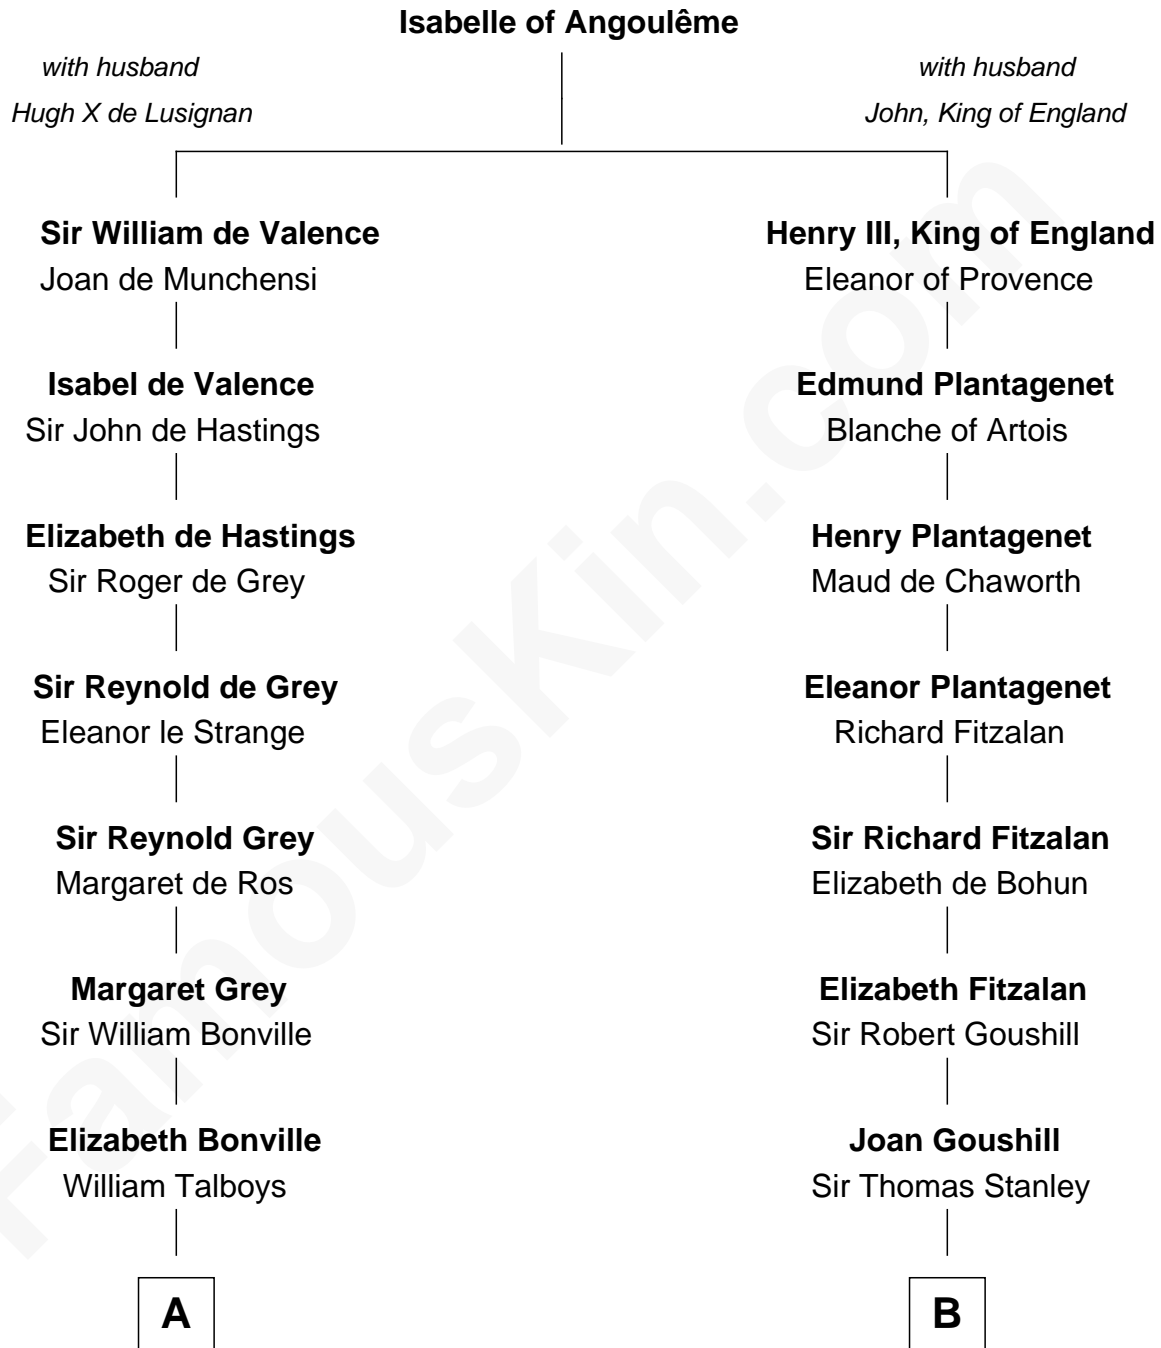 Isabelle of Angoulême
with husband
Hugh X de Lusignan
with husband
John, King of England
Sir William de Valence
Joan de Munchensi
Henry III, King of England
Eleanor of Provence
Isabel de Valence
Sir John de Hastings
Edmund Plantagenet
Blanche of Artois
Elizabeth de Hastings
Sir Roger de Grey
Henry Plantagenet
Maud de Chaworth
Sir Reynold de Grey
Eleanor le Strange
Eleanor Plantagenet
Richard Fitzalan
Sir Reynold Grey
Margaret de Ros
Sir Richard Fitzalan
Elizabeth de Bohun
Margaret Grey
Sir William Bonville
Elizabeth Fitzalan
Sir Robert Goushill
Elizabeth Bonville
William Talboys
Joan Goushill
Sir Thomas Stanley
A
B
FamousKin.com